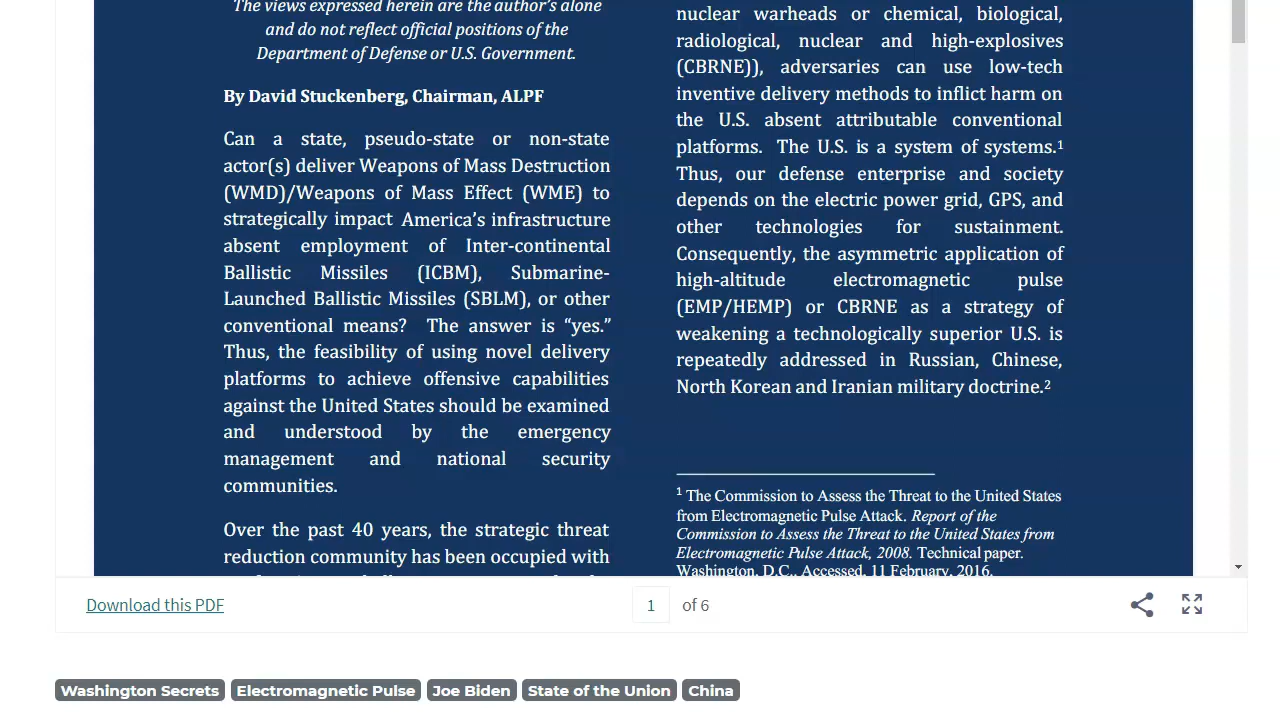 The views expressed herein are the author's alone
and do not reflect official positions of the
Department of Defense or U.S. Government.
By David Stuckenberg, Chairman, ALPF
Can a state, pseudo-state or non-state
actor(s) deliver Weapons of Mass Destruction
(WMD)/Weapons of Mass Effect (WME) to
strategically impact America's infrastructure
absent employment of Inter-continental
Ballistic Missiles (ICBM), Submarine-
Launched Ballistic Missiles (SBLM), or other
conventional means? The answer is “yes.”
Thus, the feasibility of using novel delivery
platforms to achieve offensive capabilities
against the United States should be examined
and understood by the emergency
management and national security
communities.
Over the past 40 years, the strategic threat
reduction community has been occupied with
nuclear warheads or chemical, biological,
radiological, nuclear and high-explosives
(CBRNE)), adversaries can use low-tech
inventive delivery methods to inflict harm on
the U.S. absent attributable conventional
platforms. The U.S. is a system of systems.¹
Thus, our defense enterprise and society
depends on the electric power grid, GPS, and
other technologies for sustainment.
Consequently, the asymmetric application of
high-altitude electromagnetic pulse
(EMP/HEMP) or CBRNE as a strategy of
weakening a technologically superior U.S. is
repeatedly addressed in Russian, Chinese,
North Korean and Iranian military doctrine.²
¹ The Commission to Assess the Threat to the United States
from Electromagnetic Pulse Attack. Report of the
Commission to Assess the Threat to the United States from
Electromagnetic Pulse Attack, 2008. Technical paper.
Washington, D.C., Accessed, 11 February, 2016.
Download this PDF
1 of 6
Washington Secrets Electromagnetic Pulse Joe Biden State of the Union China